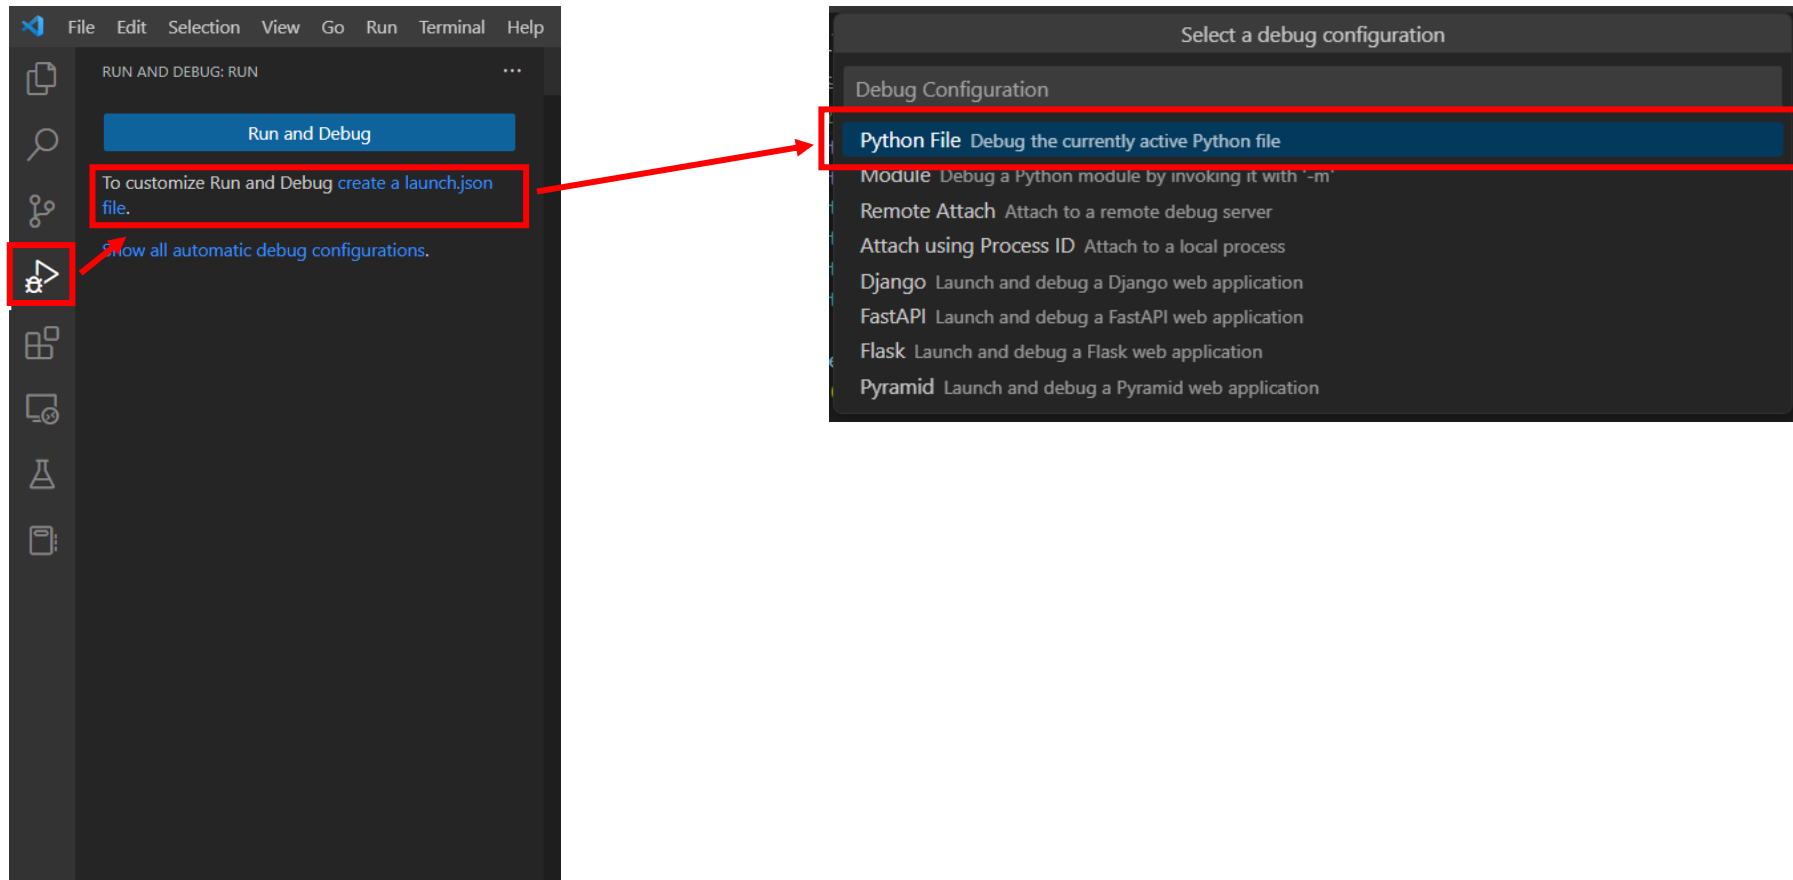 File Edit Selection View Go Run Terminal Help
RUN AND DEBUG: RUN
Run and Debug
To customize Run and Debug create a launch.json
file.
Show all automatic debug configurations.
Select a debug configuration
Debug Configuration
Python File Debug the currently active Python file
Module Debug a Python module by invoking it with '-m'
Remote Attach Attach to a remote debug server
Attach using Process ID Attach to a local process
Django Launch and debug a Django web application
FastAPI Launch and debug a FastAPI web application
Flask Launch and debug a Flask web application
Pyramid Launch and debug a Pyramid web application